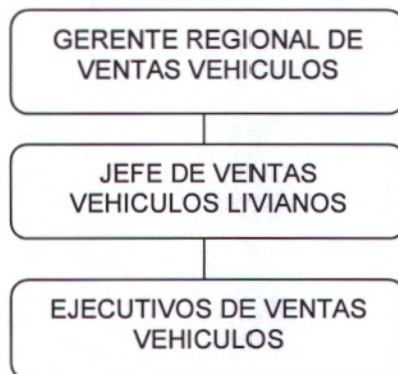 GERENTE REGIONAL DE
VENTAS VEHICULOS
JEFE DE VENTAS
VEHICULOS LIVIANOS
EJECUTIVOS DE VENTAS
VEHICULOS